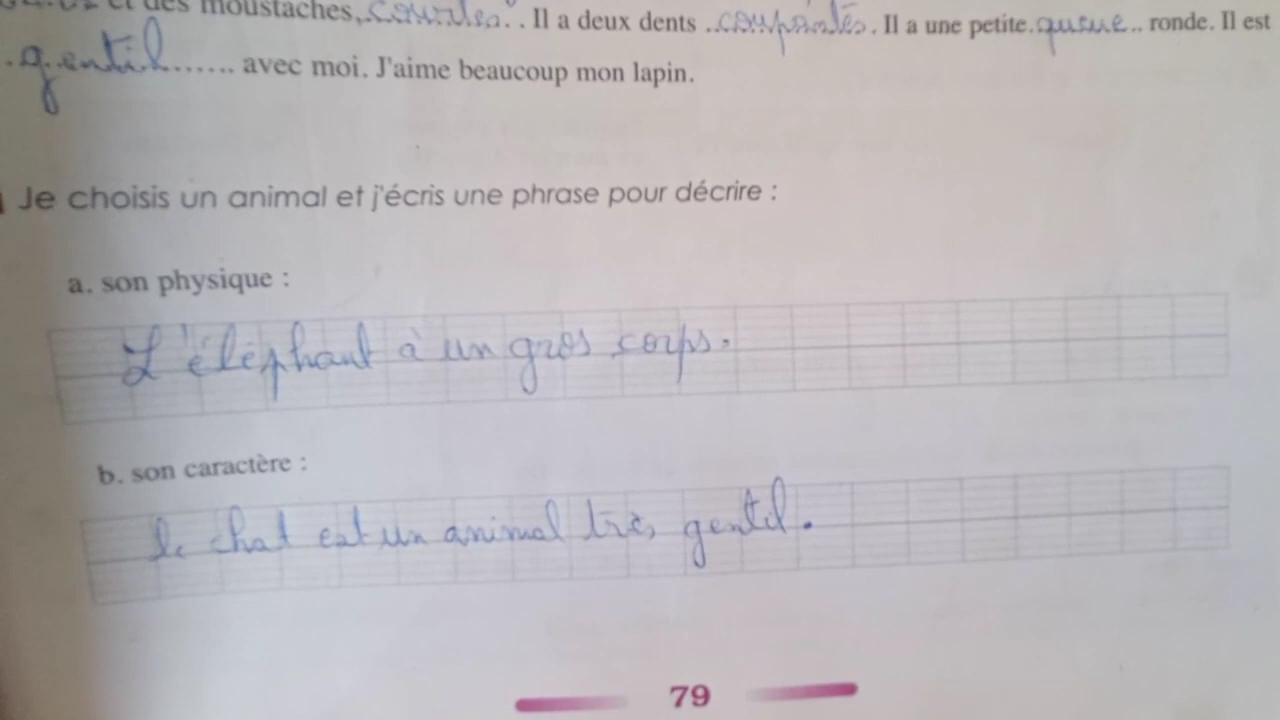 et des moustaches, courtes. . Il a deux dents ..coupantes. Il a une petite.queue.. ronde. Il est
.gentil....... avec moi. J'aime beaucoup mon lapin.
Je choisis un animal et j'écris une phrase pour décrire :
a. son physique :
L'éléphant à un gros corps.
b. son caractère :
le chat est un animal très gentil.
79